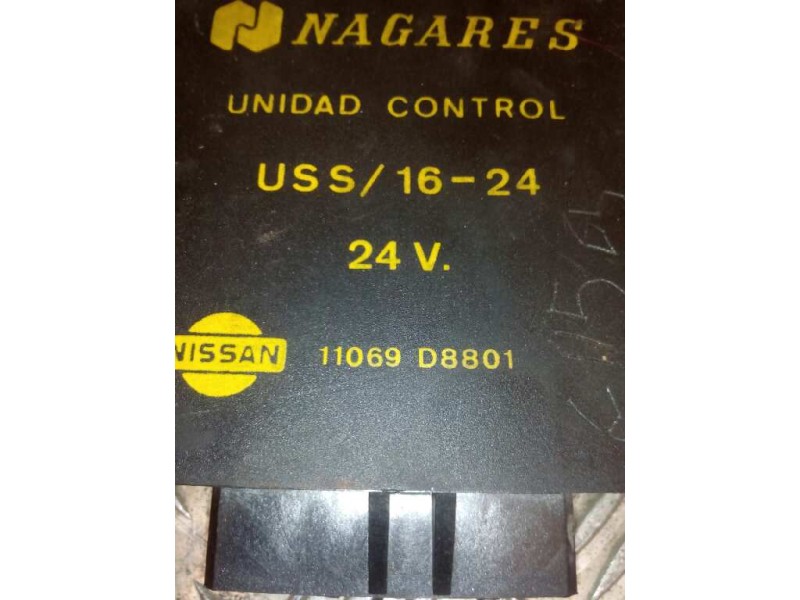 NAGARES
UNIDAD CONTROL
USS/16-24
24 V.
NISSAN 11069 D8801